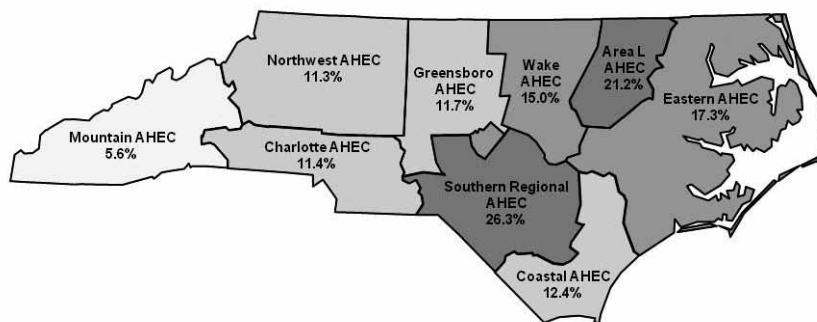 Northwest AHEC
11.3%
Greensboro
AHEC
11.7%
Wake
AHEC
15.0%
Area L
AHEC
21.2%
Eastern AHEC
17.3%
Mountain AHEC
5.6%
Charlotte AHEC
11.4%
Southern Regional
AHEC
26.3%
Coastal AHEC
12.4%